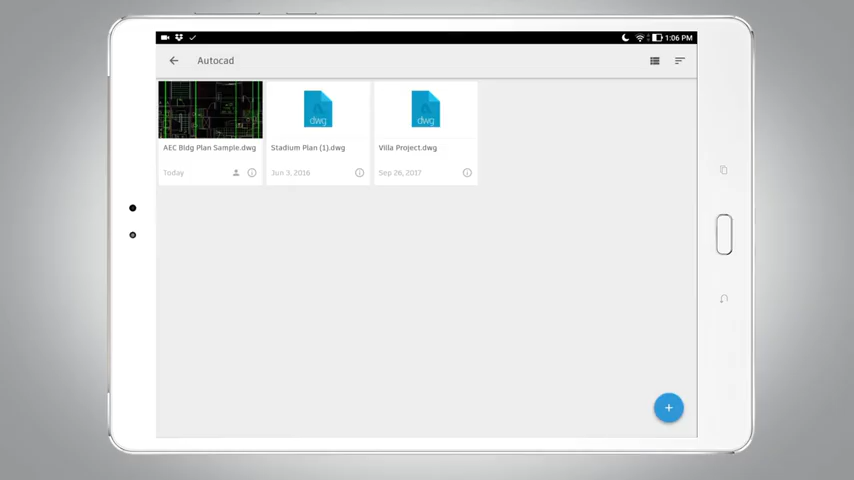 1:06 PM
Autocad
dwg
dwg
AEC Bldg Plan Sample.dwg
Stadium Plan (1).dwg
Villa Project.dwg
Today
Jun 3, 2016
Sep 26, 2017